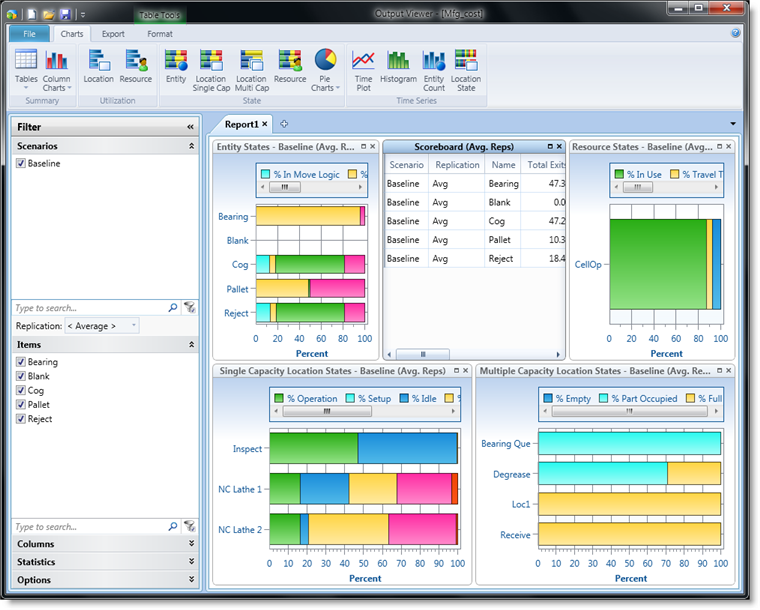 Table Tools
Output Viewer - [Mfg_cost]
File Charts Export Format
Tables Column Charts Location Resource Entity Location Single Cap Location Multi Cap Resource Pie Charts Time Plot Histogram Entity Count Location State
Summary Utilization State Time Series
Filter
Scenarios
Baseline
Type to search...
Replication: < Average >
Items
Bearing
Blank
Cog
Pallet
Reject
Type to search...
Columns
Statistics
Options
Report1
Entity States - Baseline (Avg. R...
% In Move Logic %
Bearing
Blank
Cog
Pallet
Reject
0 20 40 60 80 100
Percent
Scoreboard (Avg. Reps)
Scenario Replication Name Total Exits
Baseline Avg Bearing 47.3
Baseline Avg Blank 0.0
Baseline Avg Cog 47.2
Baseline Avg Pallet 10.3
Baseline Avg Reject 18.4
Resource States - Baseline (Avg....
% In Use % Travel T
CellOp
0 20 40 60 80 100
Percent
Single Capacity Location States - Baseline (Avg. Reps)
% Operation % Setup % Idle %
Inspect
NC Lathe 1
NC Lathe 2
0 10 20 30 40 50 60 70 80 90 100
Percent
Multiple Capacity Location States - Baseline (Avg. Re...
% Empty % Part Occupied % Full
Bearing Que
Degrease
Loc1
Receive
0 10 20 30 40 50 60 70 80 90 100
Percent